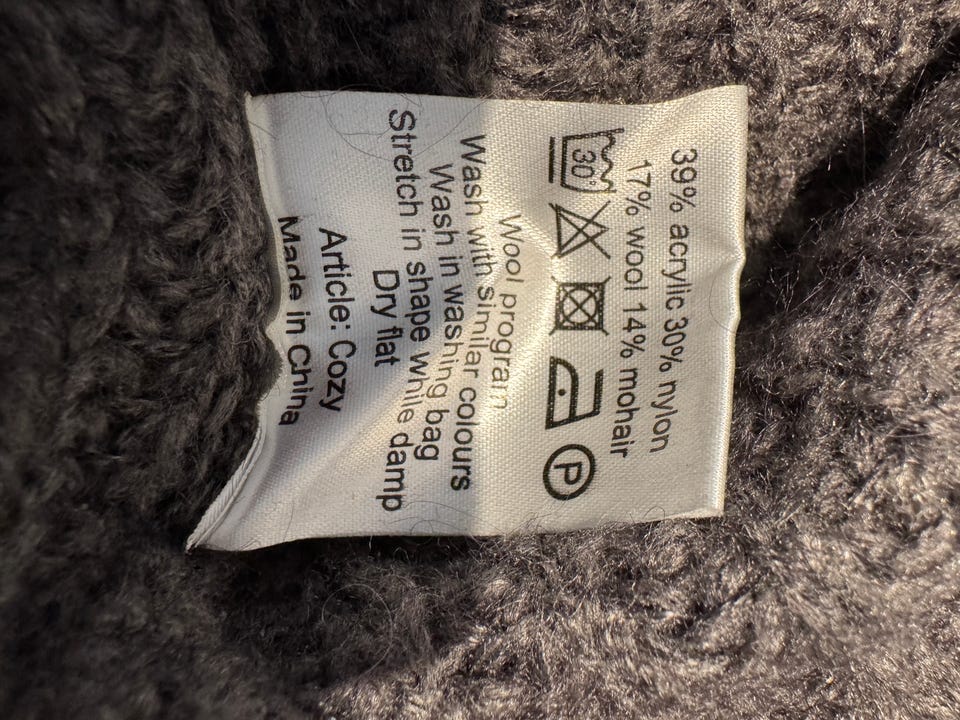 39% acrylic 30% nylon
17% wool 14% mohair
30° P
Wool progran
Wash with similar colours
Wash in washing bag
Stretch in shape while damp
Dry flat
Article: Cozy
Made in China